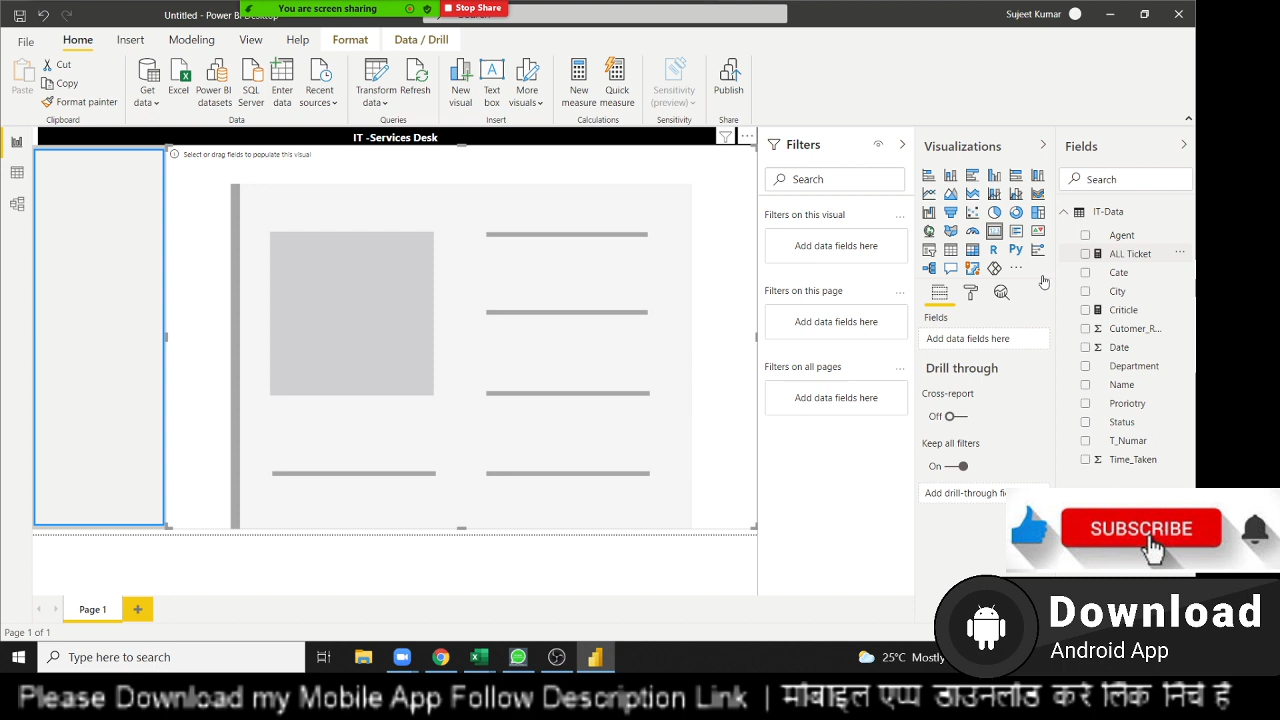 Untitled - Power BI Desktop
You are screen sharing
Stop Share
Sujeet Kumar
File
Home
Insert
Modeling
View
Help
Format
Data / Drill
Paste
Cut
Copy
Format painter
Clipboard
Get data
Excel
Power BI datasets
SQL Server
Enter data
Recent sources
Data
Transform data
Refresh
Queries
New visual
Text box
More visuals
Insert
New measure
Quick measure
Calculations
Sensitivity (preview)
Sensitivity
Publish
Share
IT -Services Desk
Select or drag fields to populate this visual
Filters
Search
Filters on this visual
Add data fields here
Filters on this page
Add data fields here
Filters on all pages
Add data fields here
Visualizations
R
Py
Fields
Add data fields here
Drill through
Cross-report
Off
Keep all filters
On
Add drill-through fi
Fields
Search
IT-Data
Agent
ALL Ticket
Cate
City
Criticle
Cutomer_R...
Date
Department
Name
Proriotry
Status
T_Numar
Time_Taken
SUBSCRIBE
Download
Android App
Page 1
Page 1 of 1
Type here to search
25°C Mostly
Please Download my Mobile App Follow Description Link | मोबाइल एप्प डाउनलोड करे लिंक निचे है